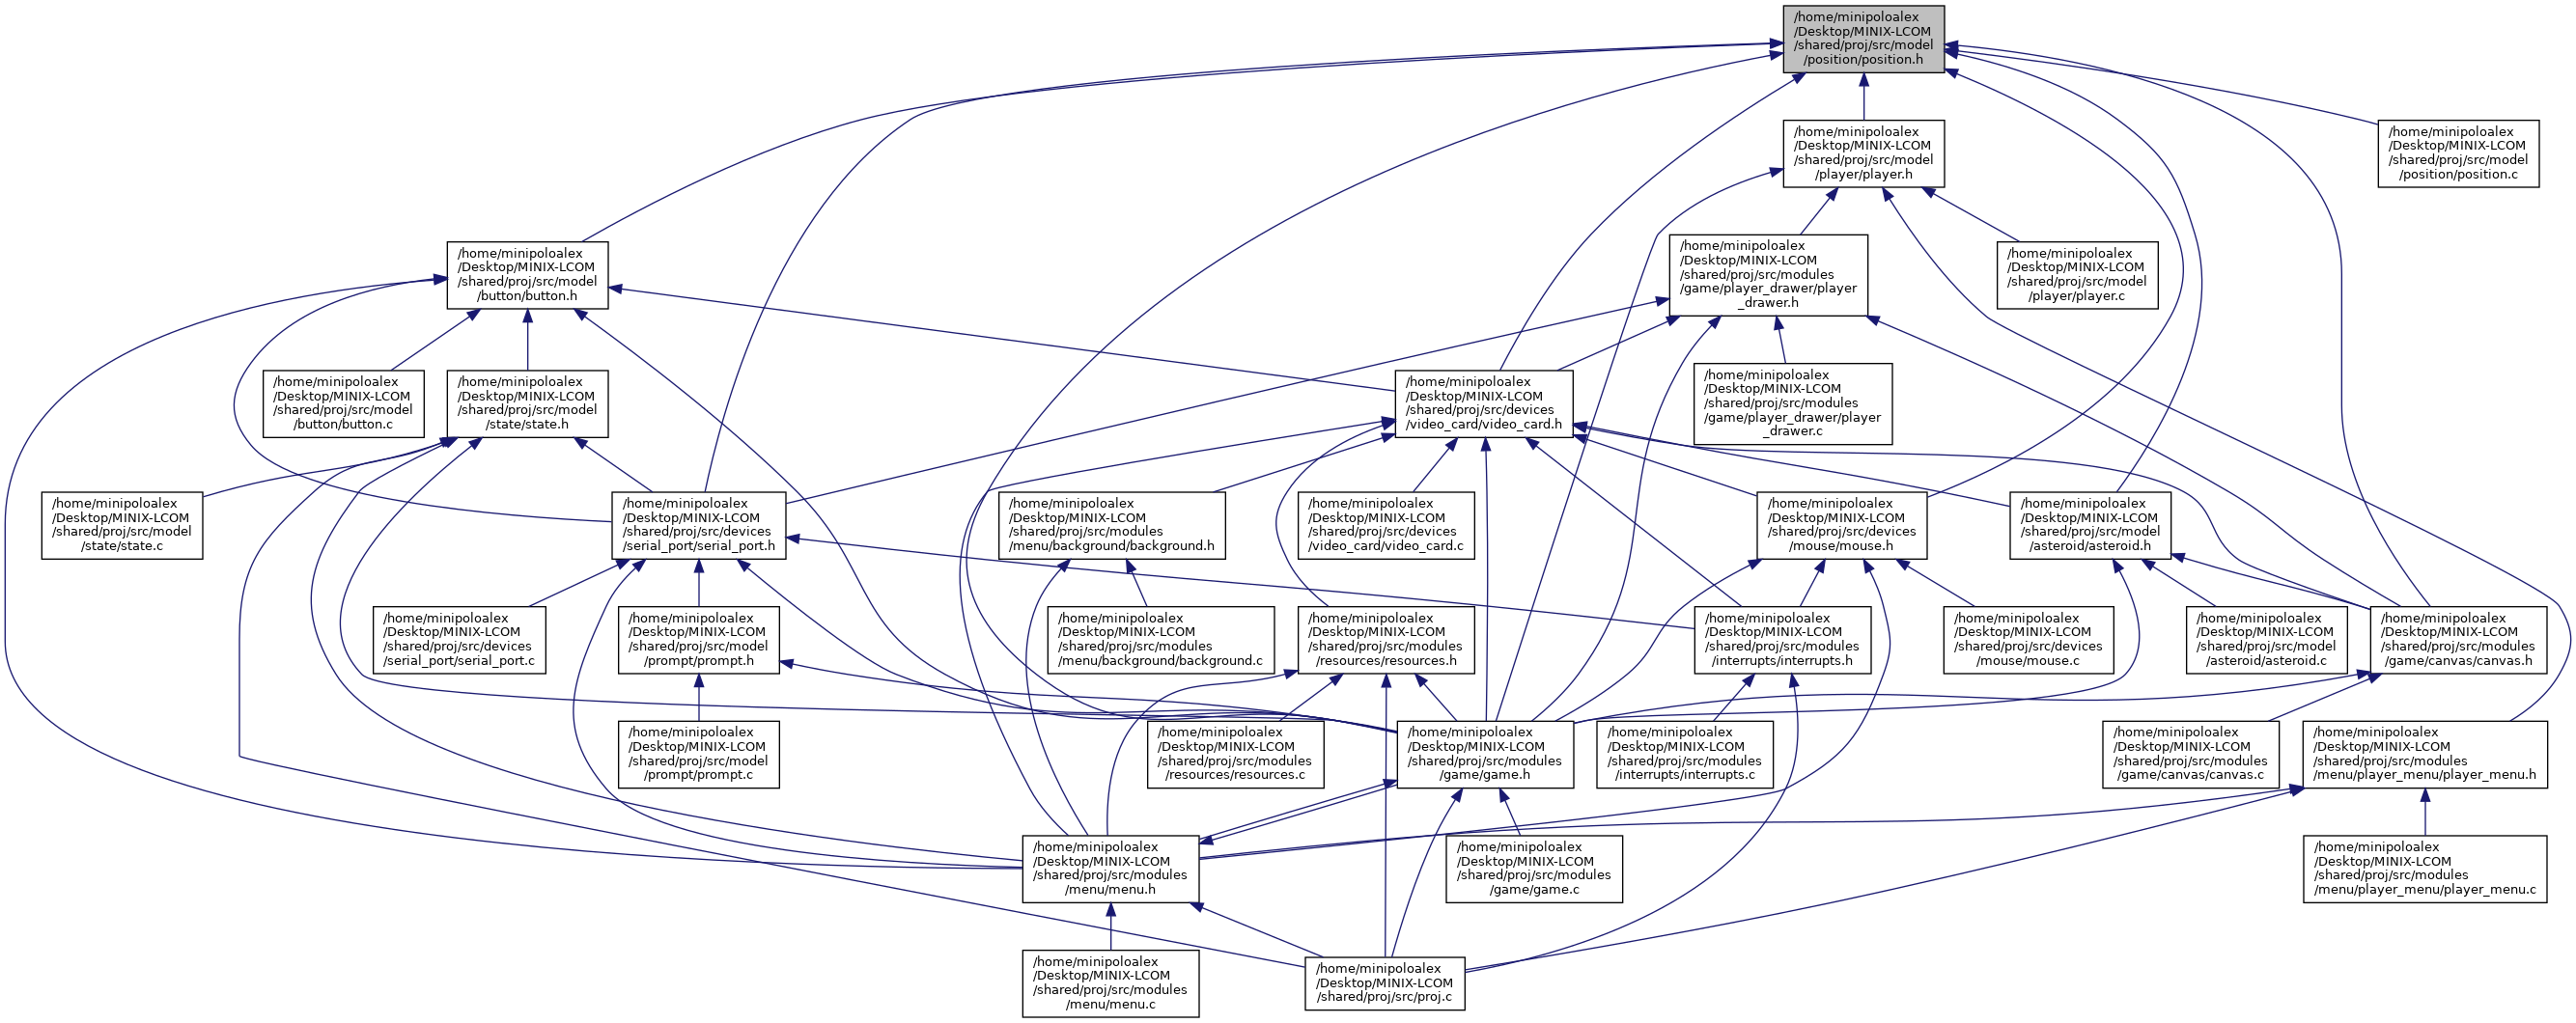 /home/minipoloalex
/Desktop/MINIX-LCOM
/shared/proj/src/model
/position/position.h
/home/minipoloalex
/Desktop/MINIX-LCOM
/shared/proj/src/model
/player/player.h
/home/minipoloalex
/Desktop/MINIX-LCOM
/shared/proj/src/model
/position/position.c
/home/minipoloalex
/Desktop/MINIX-LCOM
/shared/proj/src/model
/button/button.h
/home/minipoloalex
/Desktop/MINIX-LCOM
/shared/proj/src/modules
/game/player_drawer/player
_drawer.h
/home/minipoloalex
/Desktop/MINIX-LCOM
/shared/proj/src/model
/player/player.c
/home/minipoloalex
/Desktop/MINIX-LCOM
/shared/proj/src/model
/button/button.c
/home/minipoloalex
/Desktop/MINIX-LCOM
/shared/proj/src/model
/state/state.h
/home/minipoloalex
/Desktop/MINIX-LCOM
/shared/proj/src/devices
/video_card/video_card.h
/home/minipoloalex
/Desktop/MINIX-LCOM
/shared/proj/src/modules
/game/player_drawer/player
_drawer.c
/home/minipoloalex
/Desktop/MINIX-LCOM
/shared/proj/src/model
/state/state.c
/home/minipoloalex
/Desktop/MINIX-LCOM
/shared/proj/src/devices
/serial_port/serial_port.h
/home/minipoloalex
/Desktop/MINIX-LCOM
/shared/proj/src/modules
/menu/background/background.h
/home/minipoloalex
/Desktop/MINIX-LCOM
/shared/proj/src/devices
/video_card/video_card.c
/home/minipoloalex
/Desktop/MINIX-LCOM
/shared/proj/src/devices
/mouse/mouse.h
/home/minipoloalex
/Desktop/MINIX-LCOM
/shared/proj/src/model
/asteroid/asteroid.h
/home/minipoloalex
/Desktop/MINIX-LCOM
/shared/proj/src/devices
/serial_port/serial_port.c
/home/minipoloalex
/Desktop/MINIX-LCOM
/shared/proj/src/model
/prompt/prompt.h
/home/minipoloalex
/Desktop/MINIX-LCOM
/shared/proj/src/modules
/menu/background/background.c
/home/minipoloalex
/Desktop/MINIX-LCOM
/shared/proj/src/modules
/resources/resources.h
/home/minipoloalex
/Desktop/MINIX-LCOM
/shared/proj/src/modules
/interrupts/interrupts.h
/home/minipoloalex
/Desktop/MINIX-LCOM
/shared/proj/src/devices
/mouse/mouse.c
/home/minipoloalex
/Desktop/MINIX-LCOM
/shared/proj/src/model
/asteroid/asteroid.c
/home/minipoloalex
/Desktop/MINIX-LCOM
/shared/proj/src/modules
/game/canvas/canvas.h
/home/minipoloalex
/Desktop/MINIX-LCOM
/shared/proj/src/model
/prompt/prompt.c
/home/minipoloalex
/Desktop/MINIX-LCOM
/shared/proj/src/modules
/resources/resources.c
/home/minipoloalex
/Desktop/MINIX-LCOM
/shared/proj/src/modules
/game/game.h
/home/minipoloalex
/Desktop/MINIX-LCOM
/shared/proj/src/modules
/interrupts/interrupts.c
/home/minipoloalex
/Desktop/MINIX-LCOM
/shared/proj/src/modules
/game/canvas/canvas.c
/home/minipoloalex
/Desktop/MINIX-LCOM
/shared/proj/src/modules
/menu/player_menu/player_menu.h
/home/minipoloalex
/Desktop/MINIX-LCOM
/shared/proj/src/modules
/menu/menu.h
/home/minipoloalex
/Desktop/MINIX-LCOM
/shared/proj/src/modules
/game/game.c
/home/minipoloalex
/Desktop/MINIX-LCOM
/shared/proj/src/modules
/menu/player_menu/player_menu.c
/home/minipoloalex
/Desktop/MINIX-LCOM
/shared/proj/src/modules
/menu/menu.c
/home/minipoloalex
/Desktop/MINIX-LCOM
/shared/proj/src/proj.c